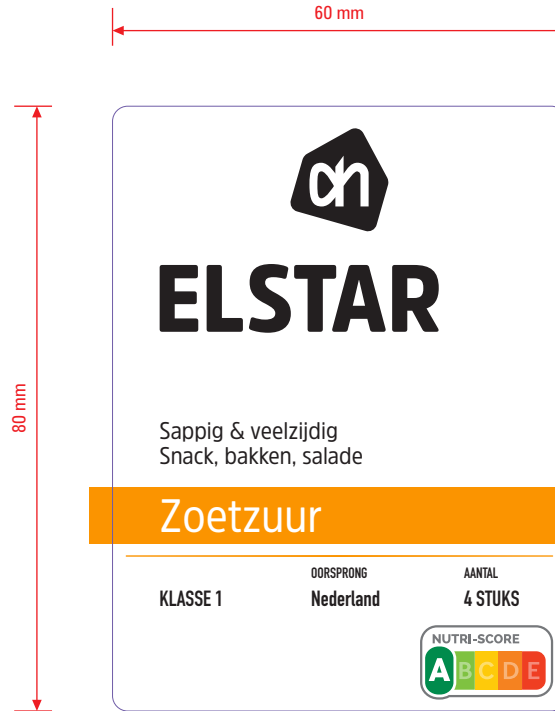 60 mm
80 mm
ah
ELSTAR
Sappig & veelzijdig
Snack, bakken, salade
Zoetzuur
OORSPRONG AANTAL
KLASSE 1 Nederland 4 STUKS
NUTRI-SCORE
A B C D E